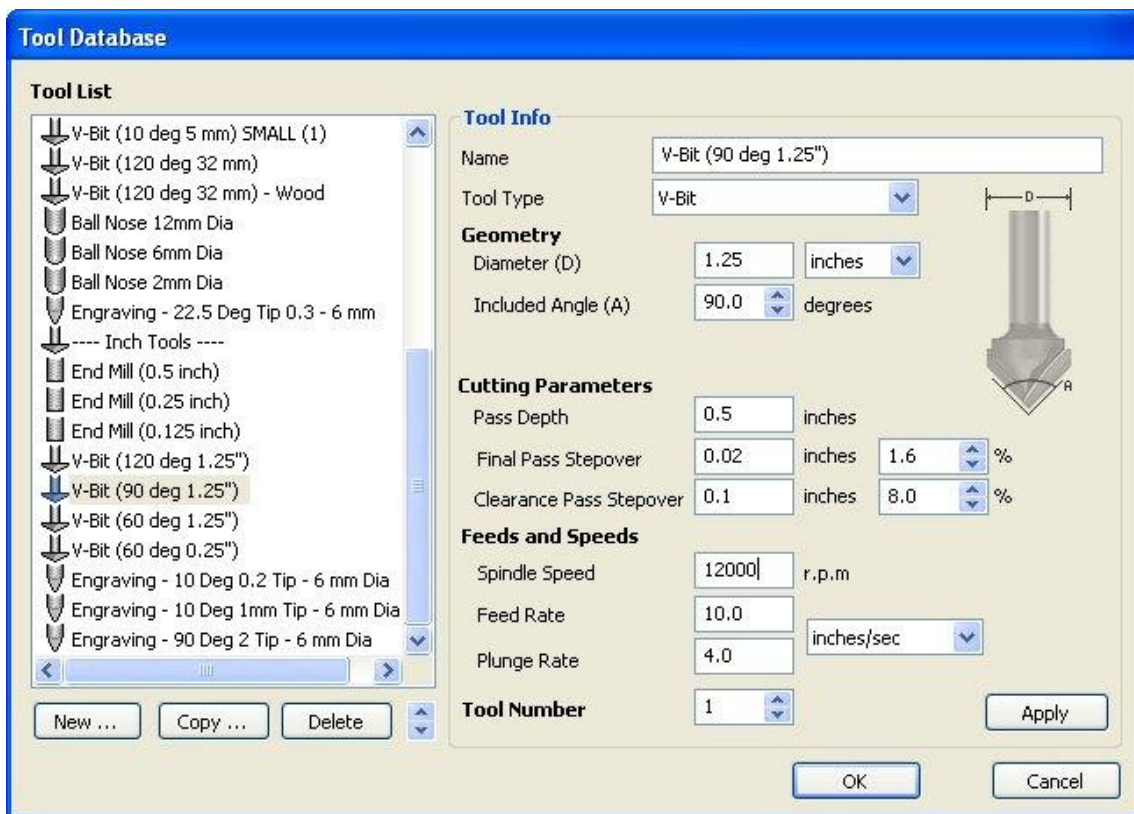 Tool Database
Tool List
V-Bit (10 deg 5 mm) SMALL (1)
V-Bit (120 deg 32 mm)
V-Bit (120 deg 32 mm) - Wood
Ball Nose 12mm Dia
Ball Nose 6mm Dia
Ball Nose 2mm Dia
Engraving - 22.5 Deg Tip 0.3 - 6 mm
---- Inch Tools ----
End Mill (0.5 inch)
End Mill (0.25 inch)
End Mill (0.125 inch)
V-Bit (120 deg 1.25")
V-Bit (90 deg 1.25")
V-Bit (60 deg 1.25")
V-Bit (60 deg 0.25")
Engraving - 10 Deg 0.2 Tip - 6 mm Dia
Engraving - 10 Deg 1mm Tip - 6 mm Dia
Engraving - 90 Deg 2 Tip - 6 mm Dia
New ... Copy ... Delete
Tool Info
Name V-Bit (90 deg 1.25")
Tool Type V-Bit
D
Geometry
Diameter (D) 1.25 inches
Included Angle (A) 90.0 degrees
A
Cutting Parameters
Pass Depth 0.5 inches
Final Pass Stepover 0.02 inches 1.6 %
Clearance Pass Stepover 0.1 inches 8.0 %
Feeds and Speeds
Spindle Speed 12000 r.p.m
Feed Rate 10.0 inches/sec
Plunge Rate 4.0
Tool Number 1
Apply
OK Cancel